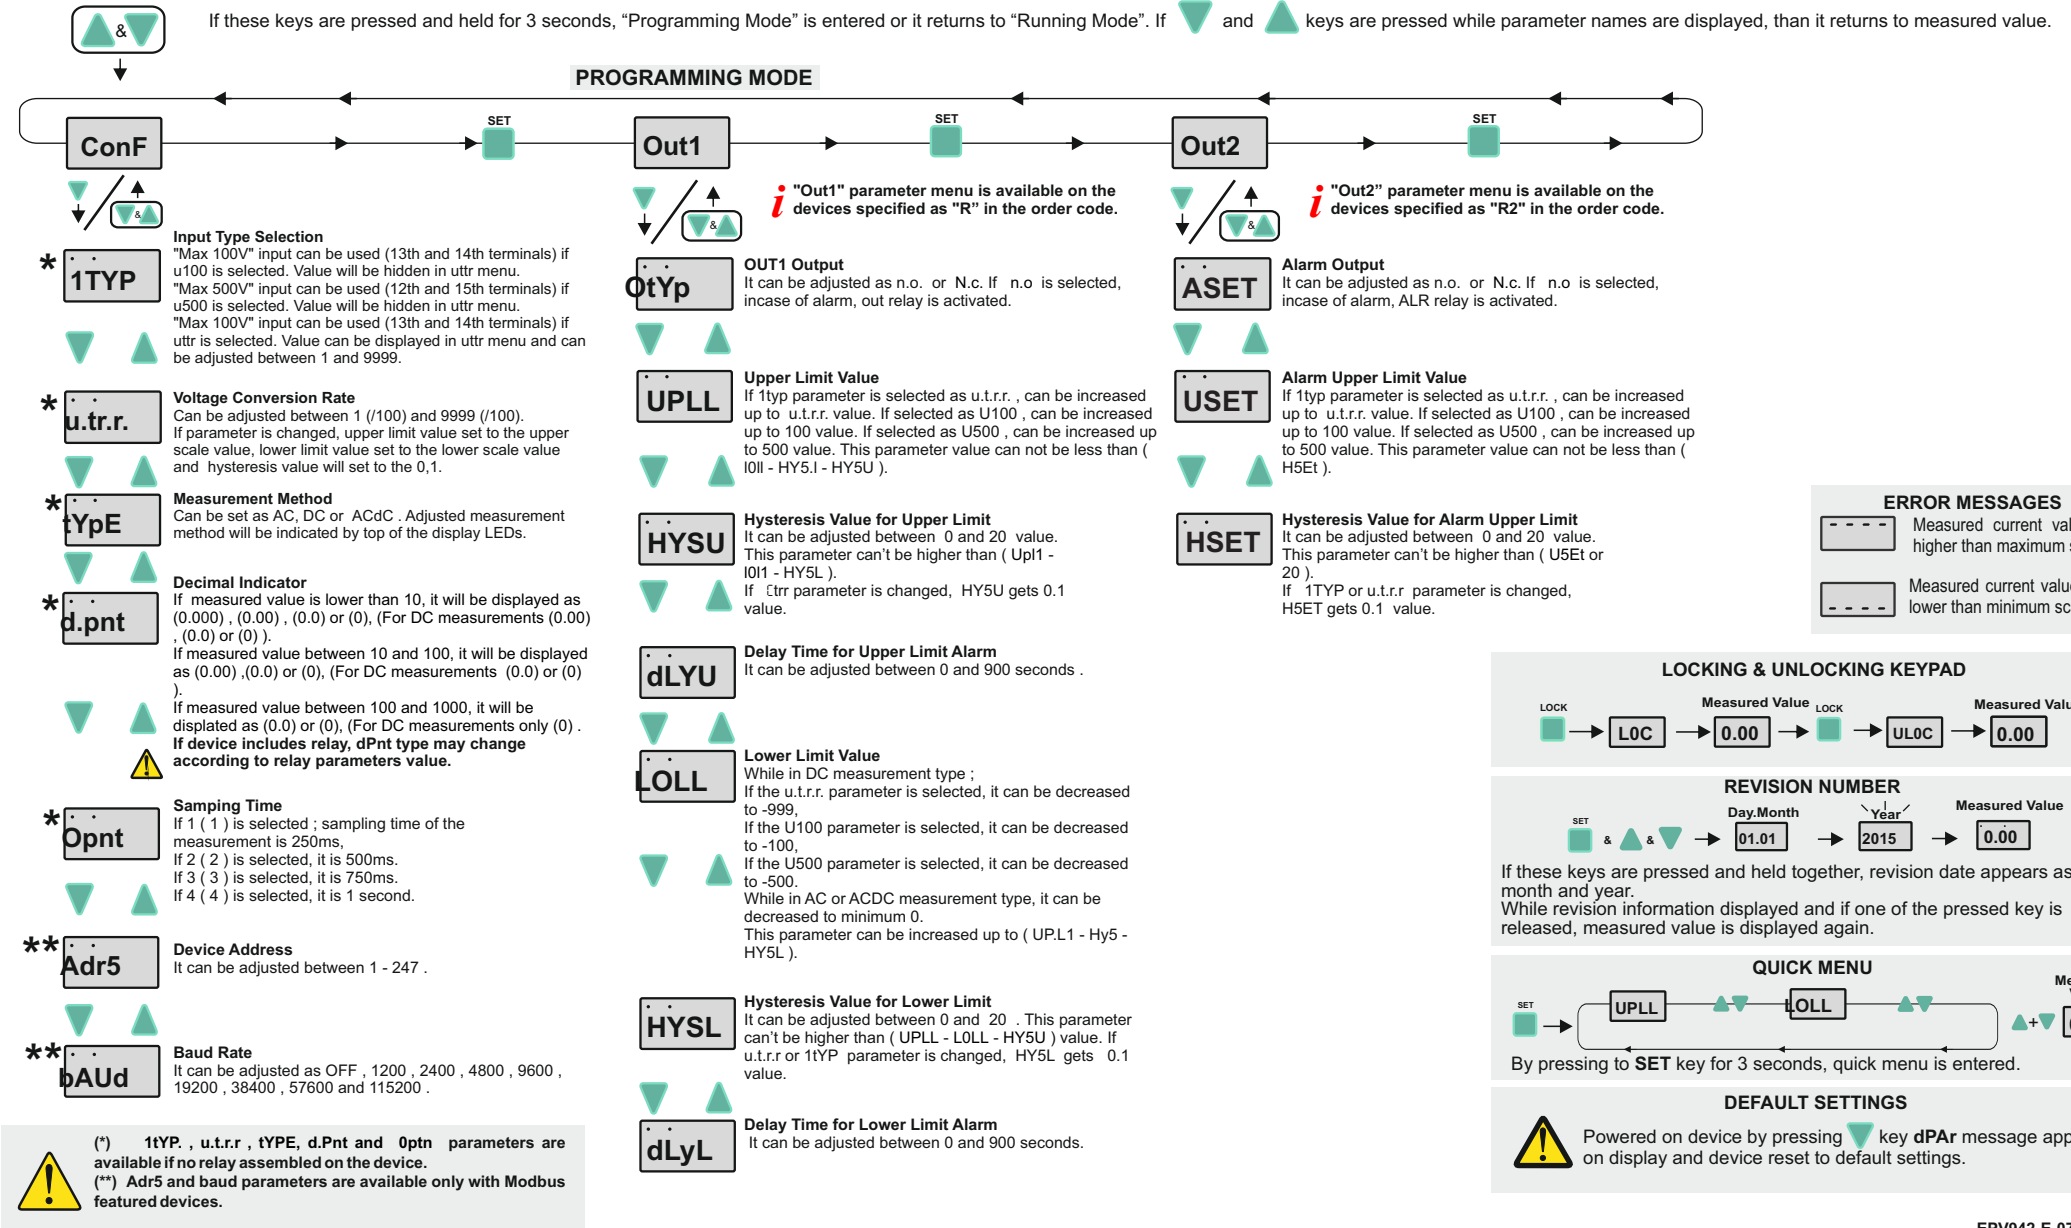 If these keys are pressed and held for 3 seconds, “Programming Mode” is entered or it returns to “Running Mode”. If and keys are pressed while parameter names are displayed, than it returns to measured value.
&
PROGRAMMING MODE
ConF
SET
Out1
SET
Out2
SET
&
Input Type Selection
"Max 100V" input can be used (13th and 14th terminals) if
u100 is selected. Value will be hidden in uttr menu.
"Max 500V" input can be used (12th and 15th terminals) if
u500 is selected. Value will be hidden in uttr menu.
"Max 100V" input can be used (13th and 14th terminals) if
uttr is selected. Value can be displayed in uttr menu and can
be adjusted between 1 and 9999.
* 1TYP
Voltage Conversion Rate
Can be adjusted between 1 (/100) and 9999 (/100).
If parameter is changed, upper limit value set to the upper
scale value, lower limit value set to the lower scale value
and hysteresis value will set to the 0,1.
* u.tr.r.
Measurement Method
Can be set as AC, DC or ACdC . Adjusted measurement
method will be indicated by top of the display LEDs.
* tYpE
Decimal Indicator
If measured value is lower than 10, it will be displayed as
(0.000) , (0.00) , (0.0) or (0), (For DC measurements (0.00)
, (0.0) or (0) ).
If measured value between 10 and 100, it will be displayed
as (0.00) ,(0.0) or (0), (For DC measurements (0.0) or (0)
).
If measured value between 100 and 1000, it will be
displated as (0.0) or (0), (For DC measurements only (0) .
If device includes relay, dPnt type may change
according to relay parameters value.
* d.pnt
Samping Time
If 1 ( 1 ) is selected ; sampling time of the
measurement is 250ms,
If 2 ( 2 ) is selected, it is 500ms.
If 3 ( 3 ) is selected, it is 750ms.
If 4 ( 4 ) is selected, it is 1 second.
* Opnt
Device Address
It can be adjusted between 1 - 247 .
** Adr5
Baud Rate
It can be adjusted as OFF , 1200 , 2400 , 4800 , 9600 ,
19200 , 38400 , 57600 and 115200 .
** bAUd
(*) 1tYP. , u.t.r.r , tYPE, d.Pnt and 0ptn parameters are
available if no relay assembled on the device.
(**) Adr5 and baud parameters are available only with Modbus
featured devices.
&
i "Out1" parameter menu is available on the
devices specified as "R” in the order code.
OUT1 Output
It can be adjusted as n.o. or N.c. If n.o is selected,
incase of alarm, out relay is activated.
OtYp
Upper Limit Value
If 1typ parameter is selected as u.t.r.r. , can be increased
up to u.t.r.r. value. If selected as U100 , can be increased
up to 100 value. If selected as U500 , can be increased up
to 500 value. This parameter value can not be less than (
l0ll - HY5.l - HY5U ).
UPLL
Hysteresis Value for Upper Limit
It can be adjusted between 0 and 20 value.
This parameter can’t be higher than ( Upl1 -
l0l1 - HY5L ).
If trr parameter is changed, HY5U gets 0.1
value.
HYSU
Delay Time for Upper Limit Alarm
It can be adjusted between 0 and 900 seconds .
dLYU
Lower Limit Value
While in DC measurement type ;
If the u.t.r.r. parameter is selected, it can be decreased
to -999,
If the U100 parameter is selected, it can be decreased
to -100,
If the U500 parameter is selected, it can be decreased
to -500.
While in AC or ACDC measurement type, it can be
decreased to minimum 0.
This parameter can be increased up to ( UP.L1 - Hy5 -
HY5L ).
LOLL
Hysteresis Value for Lower Limit
It can be adjusted between 0 and 20 . This parameter
can’t be higher than ( UPLL - L0LL - HY5U ) value. If
u.t.r.r or 1tYP parameter is changed, HY5L gets 0.1
value.
HYSL
Delay Time for Lower Limit Alarm
It can be adjusted between 0 and 900 seconds.
dLyL
&
i "Out2” parameter menu is available on the
devices specified as "R2" in the order code.
Alarm Output
It can be adjusted as n.o. or N.c. If n.o is selected,
incase of alarm, ALR relay is activated.
ASET
Alarm Upper Limit Value
If 1typ parameter is selected as u.t.r.r. , can be increased
up to u.t.r.r. value. If selected as U100 , can be increased
up to 100 value. If selected as U500 , can be increased up
to 500 value. This parameter value can not be less than (
H5Et ).
USET
Hysteresis Value for Alarm Upper Limit
It can be adjusted between 0 and 20 value.
This parameter can’t be higher than ( U5Et or
20 ).
If 1TYP or u.t.r.r parameter is changed,
H5ET gets 0.1 value.
HSET
ERROR MESSAGES
- - - - Measured current val
higher than maximum s
- - - - Measured current value
lower than minimum sc
LOCKING & UNLOCKING KEYPAD
LOCK
Measured Value
LOCK
Measured Valu
L0C
0.00
UL0C
0.00
REVISION NUMBER
Day.Month
Year
Measured Value
SET
& &
01.01
2015
0.00
If these keys are pressed and held together, revision date appears as
month and year.
While revision information displayed and if one of the pressed key is
released, measured value is displayed again.
QUICK MENU
Me
SET
UPLL
LOLL
+
By pressing to SET key for 3 seconds, quick menu is entered.
DEFAULT SETTINGS
Powered on device by pressing key dPAr message app
on display and device reset to default settings.